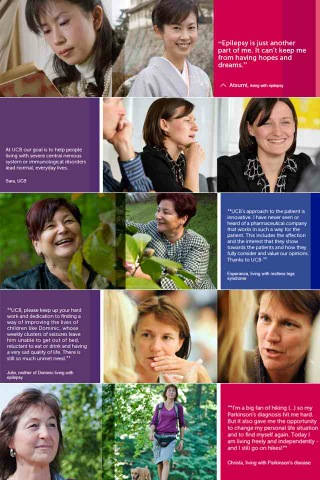 “Epilepsy is just another
part of me. It can't keep me
from having hopes and
dreams.”
Atsumi, living with epilepsy
At UCB our goal is to help people
living with severe central nervous
system or immunological disorders
lead normal, everyday lives.
Sara, UCB
“UCB's approach to the patient is
innovative. I have never seen or
heard of a pharmaceutical company
that works in such a way for the
patient. This includes the affection
and the interest that they show
towards the patients and how they
fully consider and value our opinions.
Thanks to UCB.”
Esperanza, living with restless legs
syndrome
“UCB, please keep up your hard
work and dedication to finding a
way of improving the lives of
children like Dominic, whose
weekly clusters of seizures leave
him unable to get out of bed,
reluctant to eat or drink and having
a very sad quality of life. There is
still so much unmet need.”
Julie, mother of Dominic living with
epilepsy
“I'm a big fan of hiking (...) so my
Parkinson's diagnosis hit me hard.
But it also gave me the opportunity
to change my personal life situation
and to find myself again. Today I
am living freely and independently -
and I still go on hikes!”
Christa, living with Parkinson's disease